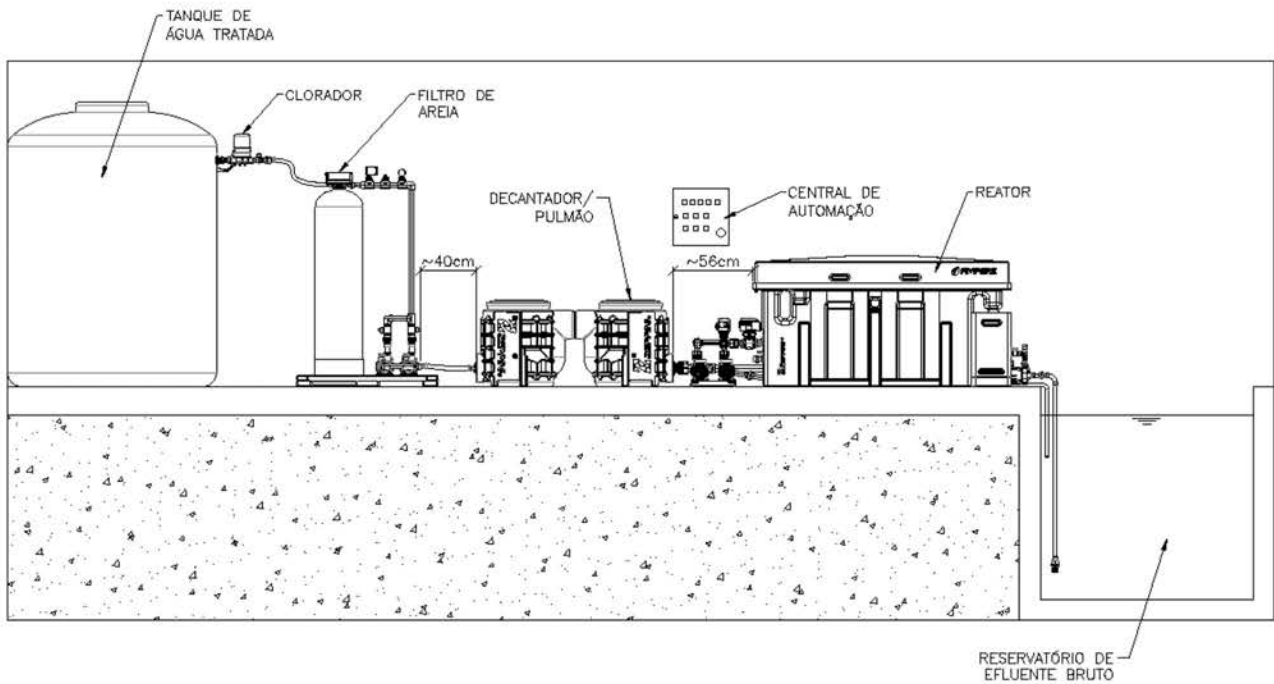 TANQUE DE
ÁGUA TRATADA
CLORADOR
FILTRO DE
AREIA
DECANTADOR/
PULMÃO
CENTRAL DE
AUTOMAÇÃO
REATOR
~40cm
~56cm
RESERVATÓRIO DE
EFLUENTE BRUTO